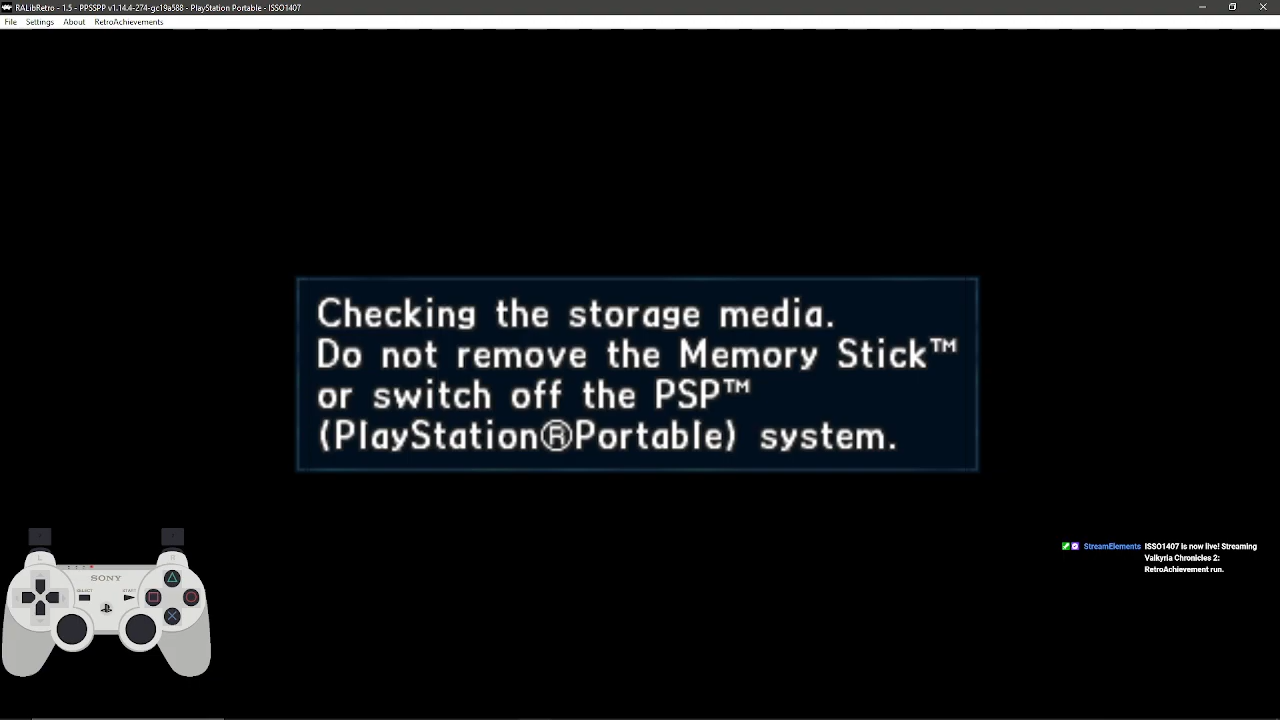 RALibRetro - 1.5 - PPSSPP v1.14.4-274-gc19a588 - PlayStation Portable - ISSO1407
File Settings About RetroAchievements
Checking the storage media.
Do not remove the Memory Stick™
or switch off the PSP™
(PlayStation®Portable) system.
StreamElements ISSO1407 is now live! Streaming
Valkyria Chronicles 2:
RetroAchievement run.
L R
SONY
SELECT START